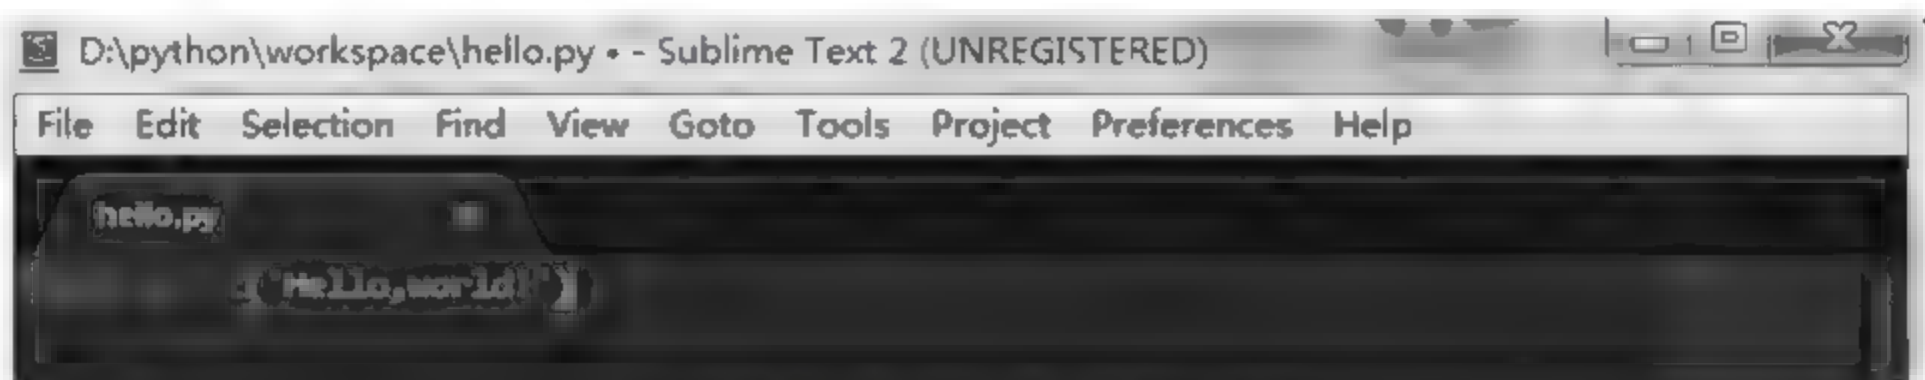 D:\python\workspace\hello.py • - Sublime Text 2 (UNREGISTERED)
File Edit Selection Find View Goto Tools Project Preferences Help
hello.py
Hello,world